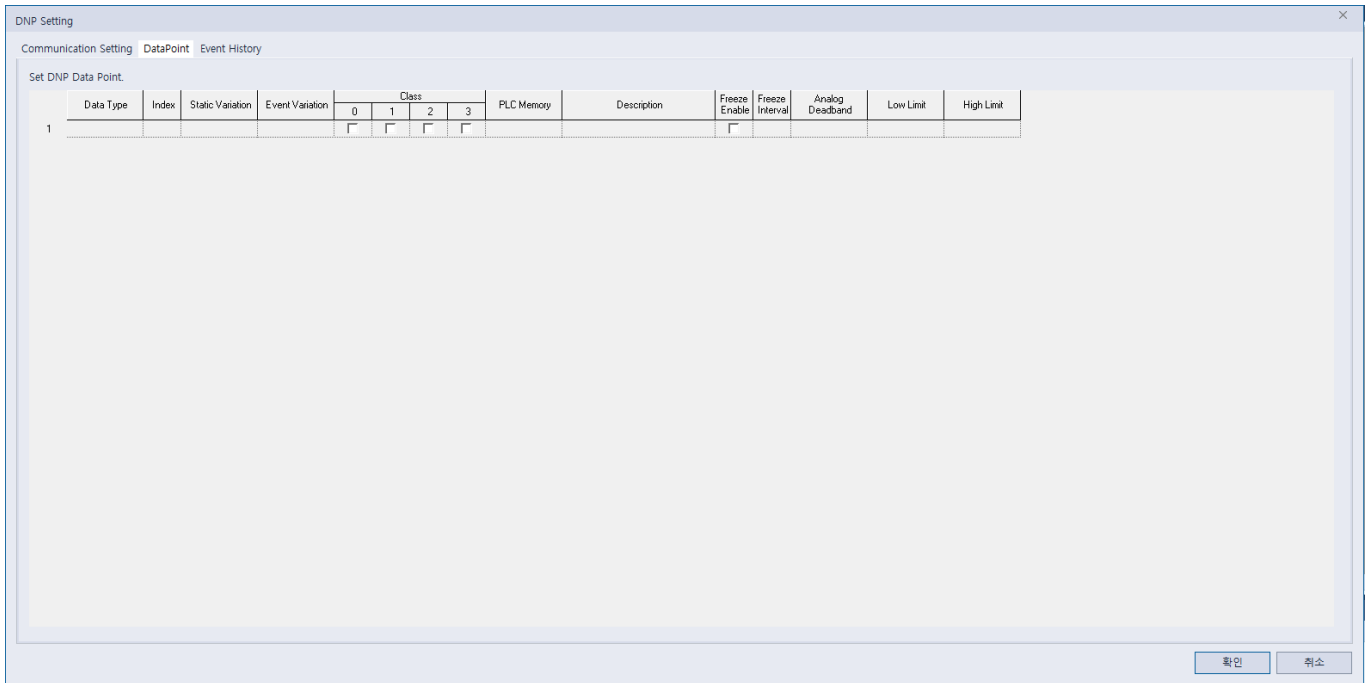 DNP Setting
Communication Setting DataPoint Event History
Set DNP Data Point.
Data Type Index Static Variation Event Variation Class 0 1 2 3 PLC Memory Description Freeze Enable Freeze Interval Analog Deadband Low Limit High Limit
1
확인 취소